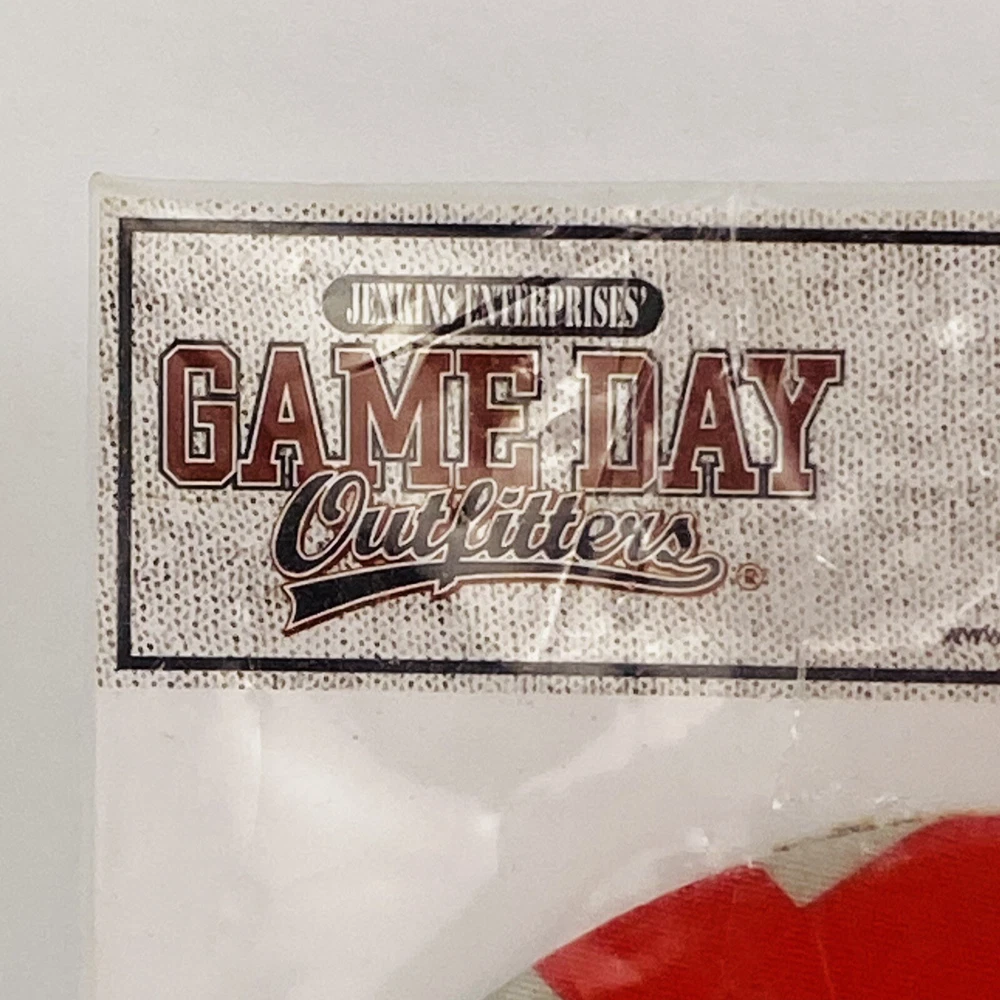 JENKINS ENTERPRISES'
GAME DAY
Outfitters®